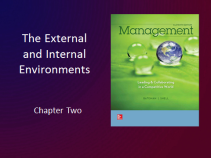 The External
and Internal
Environments
Chapter Two
Management